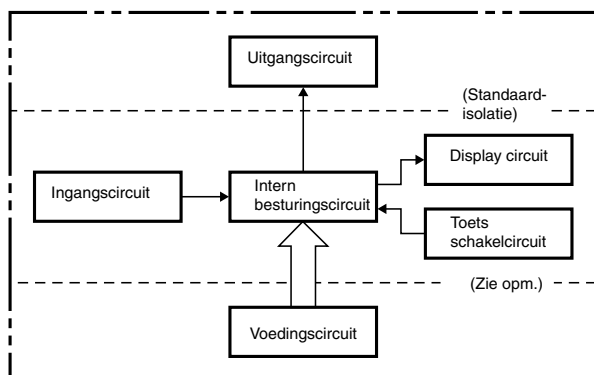 Uitgangscircuit
(Standaard-
isolatie)
Display circuit
Ingangscircuit
Intern
besturingscircuit
Toets
schakelcircuit
(Zie opm.)
Voedingscircuit